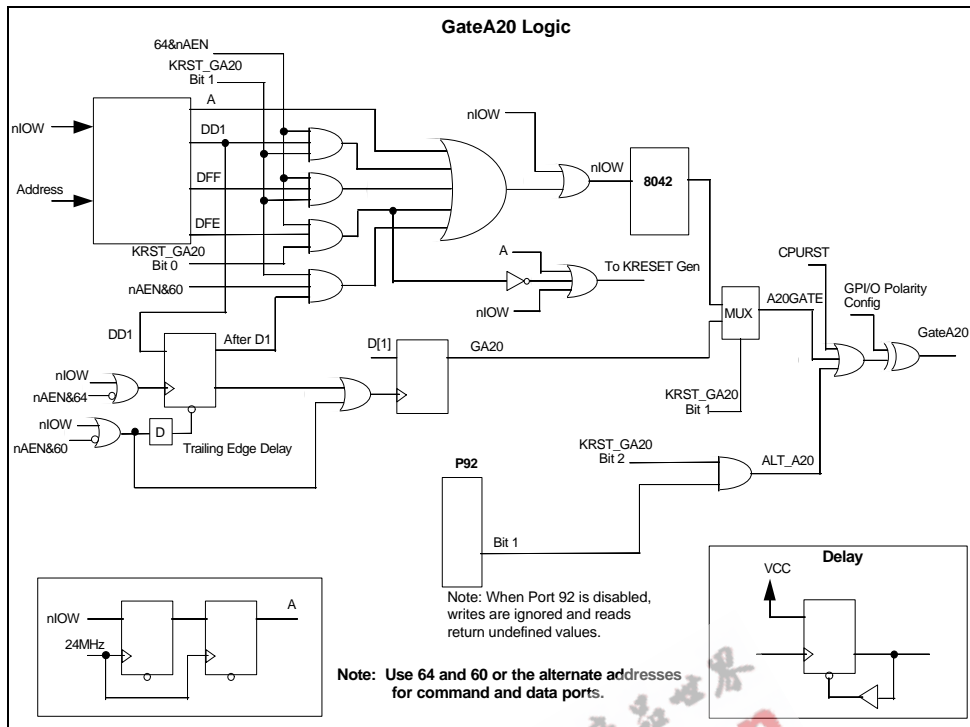 GateA20 Logic
64&nAEN
KRST_GA20
Bit 1
A
nIOW
DD1
Address
DFF
DFE
KRST_GA20
Bit 0
nAEN&60
nIOW
nIOW
8042
A
To KRESET Gen
nIOW
CPURST
MUX
A20GATE
GPI/O Polarity
Config
GateA20
DD1
After D1
D[1]
GA20
nIOW
nAEN&64
KRST_GA20
Bit 1
nIOW
nAEN&60
D
Trailing Edge Delay
KRST_GA20
Bit 2
ALT_A20
P92
Bit 1
Note: When Port 92 is disabled,
writes are ignored and reads
return undefined values.
Delay
VCC
nIOW
A
24MHz
Note: Use 64 and 60 or the alternate addresses
for command and data ports.
品世界